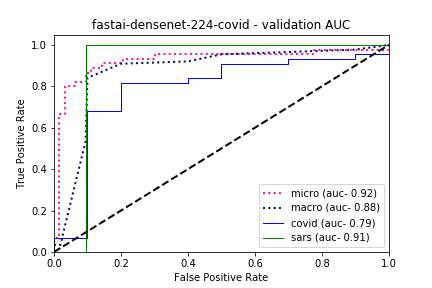 fastai-densenet-224-covid - validation AUC
True Positive Rate
1.0
0.8
0.6
0.4
0.2
0.0
0.0 0.2 0.4 0.6 0.8 1.0
False Positive Rate
micro (auc- 0.92)
macro (auc- 0.88)
covid (auc- 0.79)
sars (auc- 0.91)